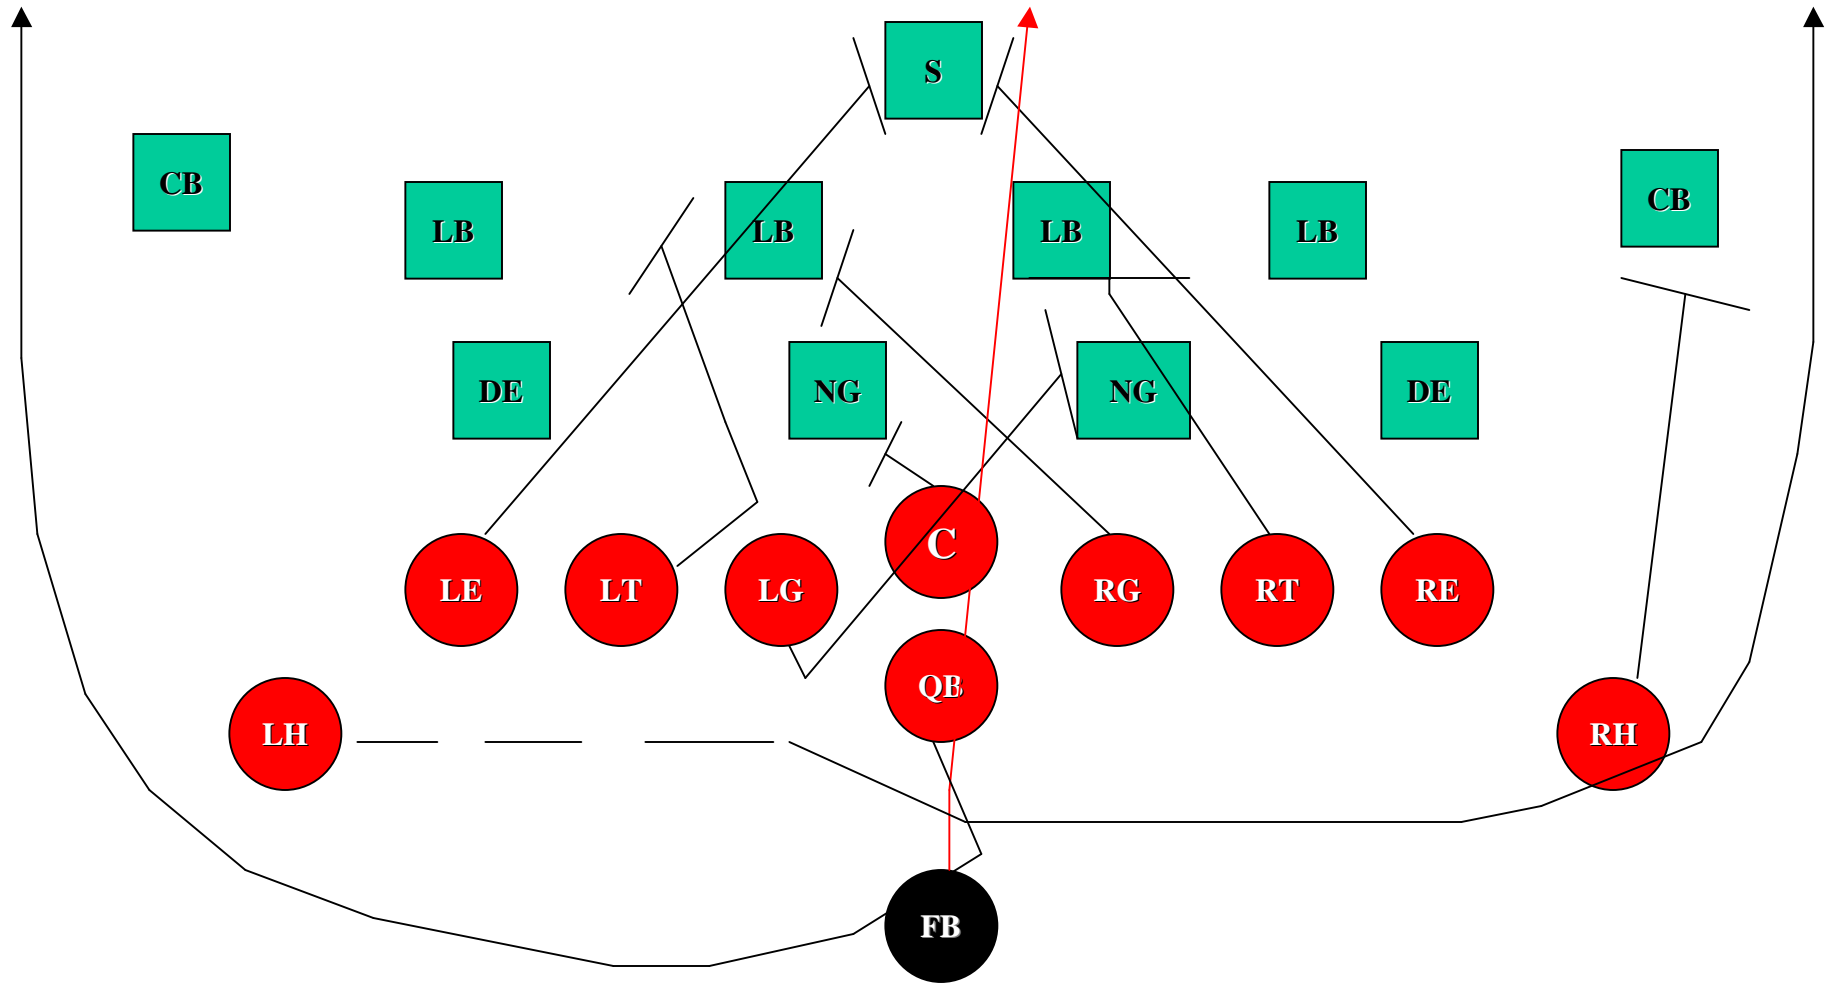 S
CB
CB
LB
LB
LB
LB
DE
NG
NG
DE
C
LE
LT
LG
RG
RT
RE
QB
LH
RH
FB